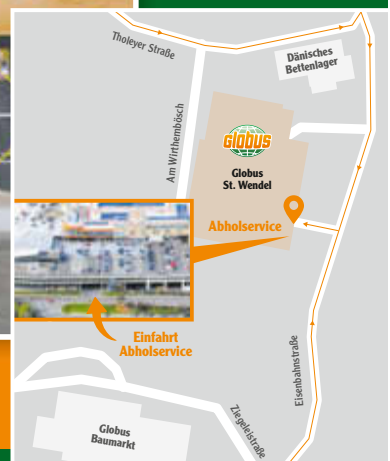 Tholeyer Straße
Dänisches
Bettenlager
Am Wirthembösch
GLOBUS
Globus
St. Wendel
Abholservice
Einfahrt
Abholservice
Eisenbahnstraße
Ziegeleistraße
Globus
Baumarkt